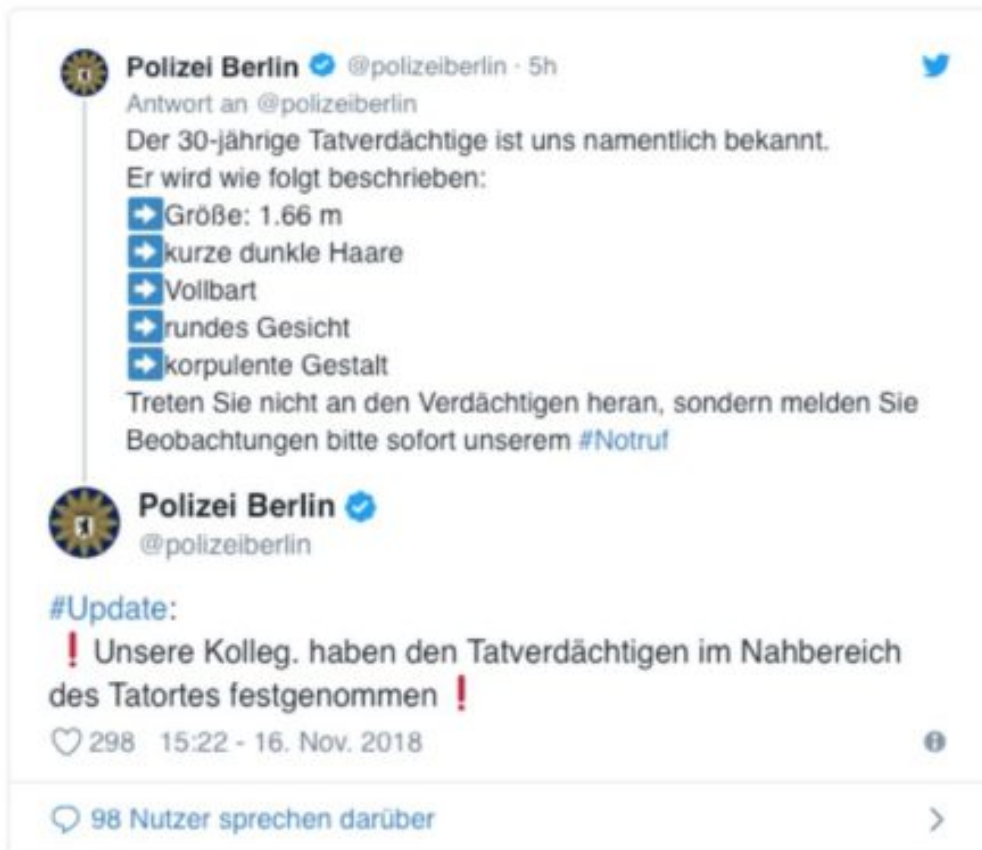 Polizei Berlin @polizeiberlin · 5h
Antwort an @polizeiberlin
Der 30-jährige Tatverdächtige ist uns namentlich bekannt.
Er wird wie folgt beschrieben:
➡Größe: 1.66 m
➡kurze dunkle Haare
➡Vollbart
➡rundes Gesicht
➡korpulente Gestalt
Treten Sie nicht an den Verdächtigen heran, sondern melden Sie
Beobachtungen bitte sofort unserem #Notruf
Polizei Berlin
@polizeiberlin
#Update:
❗Unsere Kolleg. haben den Tatverdächtigen im Nahbereich
des Tatortes festgenommen❗
298 15:22 - 16. Nov. 2018
98 Nutzer sprechen darüber